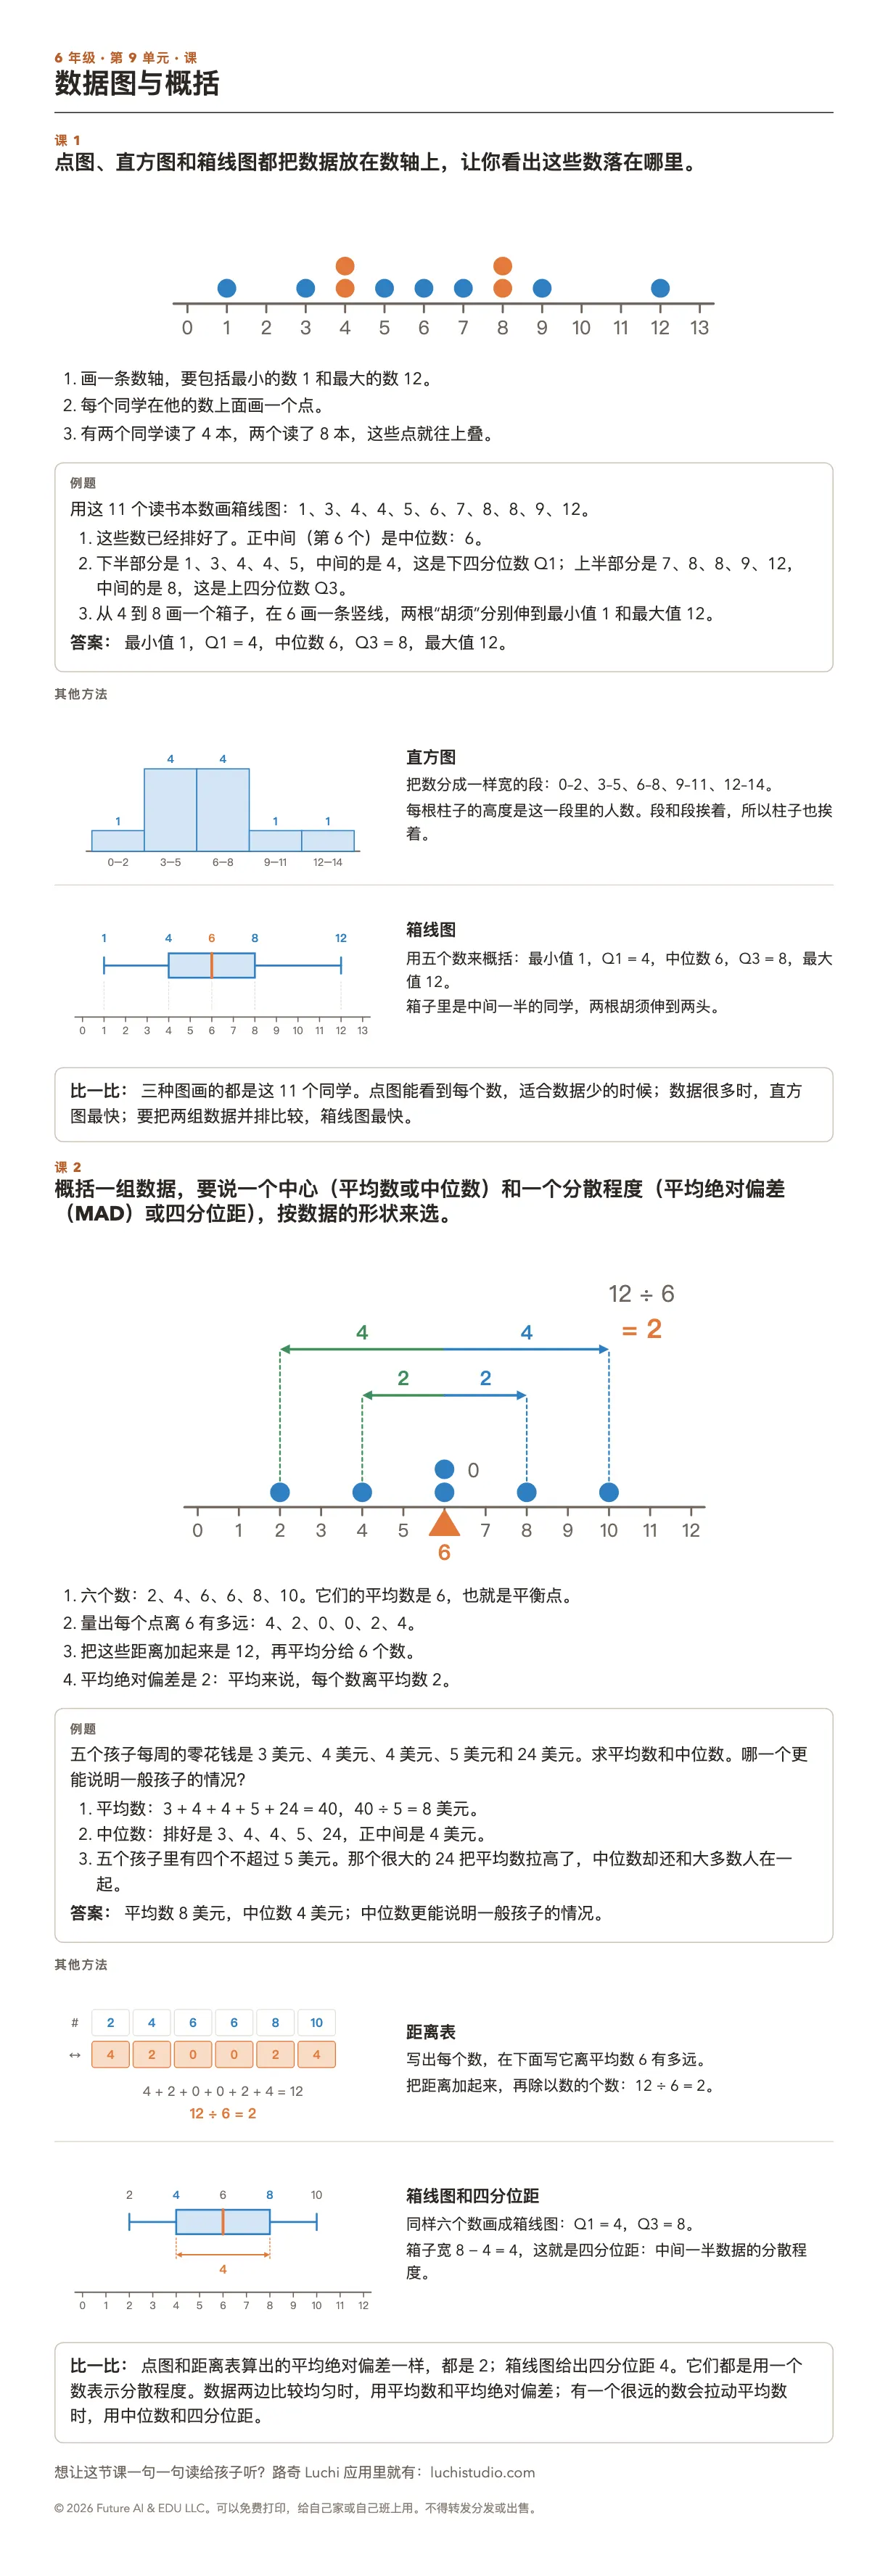 6 年级 · 第 9 单元 · 课
数据图与概括
课 1
点图、直方图和箱线图都把数据放在数轴上，让你看出这些数落在哪里。
0 1 2 3 4 5 6 7 8 9 10 11 12 13
1. 画一条数轴，要包括最小的数 1 和最大的数 12。
2. 每个同学在他的数上面画一个点。
3. 有两个同学读了 4 本，两个读了 8 本，这些点就往上叠。
例题
用这 11 个读书本数画箱线图：1、3、4、4、5、6、7、8、8、9、12。
1. 这些数已经排好了。正中间（第 6 个）是中位数：6。
2. 下半部分是 1、3、4、4、5，中间的是 4，这是下四分位数 Q1；上半部分是 7、8、8、9、12，
中间的是 8，这是上四分位数 Q3。
3. 从 4 到 8 画一个箱子，在 6 画一条竖线，两根“胡须”分别伸到最小值 1 和最大值 12。
答案： 最小值 1，Q1 = 4，中位数 6，Q3 = 8，最大值 12。
其他方法
4 4
1 1 1
0–2 3–5 6–8 9–11 12–14
直方图
把数分成一样宽的段：0–2、3–5、6–8、9–11、12–14。
每根柱子的高度是这一段里的人数。段和段挨着，所以柱子也挨
着。
1 4 6 8 12
0 1 2 3 4 5 6 7 8 9 10 11 12 13
箱线图
用五个数来概括：最小值 1，Q1 = 4，中位数 6，Q3 = 8，最大
值 12。
箱子里是中间一半的同学，两根胡须伸到两头。
比一比： 三种图画的都是这 11 个同学。点图能看到每个数，适合数据少的时候；数据很多时，直方
图最快；要把两组数据并排比较，箱线图最快。
课 2
概括一组数据，要说一个中心（平均数或中位数）和一个分散程度（平均绝对偏差
（MAD）或四分位距），按数据的形状来选。
12 ÷ 6
= 2
4 4
2 2
0
0 1 2 3 4 5 7 8 9 10 11 12
6
1. 六个数：2、4、6、6、8、10。它们的平均数是 6，也就是平衡点。
2. 量出每个点离 6 有多远：4、2、0、0、2、4。
3. 把这些距离加起来是 12，再平均分给 6 个数。
4. 平均绝对偏差是 2：平均来说，每个数离平均数 2。
例题
五个孩子每周的零花钱是 3 美元、4 美元、4 美元、5 美元和 24 美元。求平均数和中位数。哪一个更
能说明一般孩子的情况？
1. 平均数：3 + 4 + 4 + 5 + 24 = 40，40 ÷ 5 = 8 美元。
2. 中位数：排好是 3、4、4、5、24，正中间是 4 美元。
3. 五个孩子里有四个不超过 5 美元。那个很大的 24 把平均数拉高了，中位数却还和大多数人在一
起。
答案： 平均数 8 美元，中位数 4 美元；中位数更能说明一般孩子的情况。
其他方法
# 2 4 6 6 8 10
↔ 4 2 0 0 2 4
4 + 2 + 0 + 0 + 2 + 4 = 12
12 ÷ 6 = 2
距离表
写出每个数，在下面写它离平均数 6 有多远。
把距离加起来，再除以数的个数：12 ÷ 6 = 2。
2 4 6 8 10
4
0 1 2 3 4 5 6 7 8 9 10 11 12
箱线图和四分位距
同样六个数画成箱线图：Q1 = 4，Q3 = 8。
箱子宽 8 − 4 = 4，这就是四分位距：中间一半数据的分散程
度。
比一比： 点图和距离表算出的平均绝对偏差一样，都是 2；箱线图给出四分位距 4。它们都是用一个
数表示分散程度。数据两边比较均匀时，用平均数和平均绝对偏差；有一个很远的数会拉动平均数
时，用中位数和四分位距。
想让这节课一句一句读给孩子听？路奇 Luchi 应用里就有：luchistudio.com
© 2026 Future AI & EDU LLC。可以免费打印，给自己家或自己班上用。不得转发分发或出售。